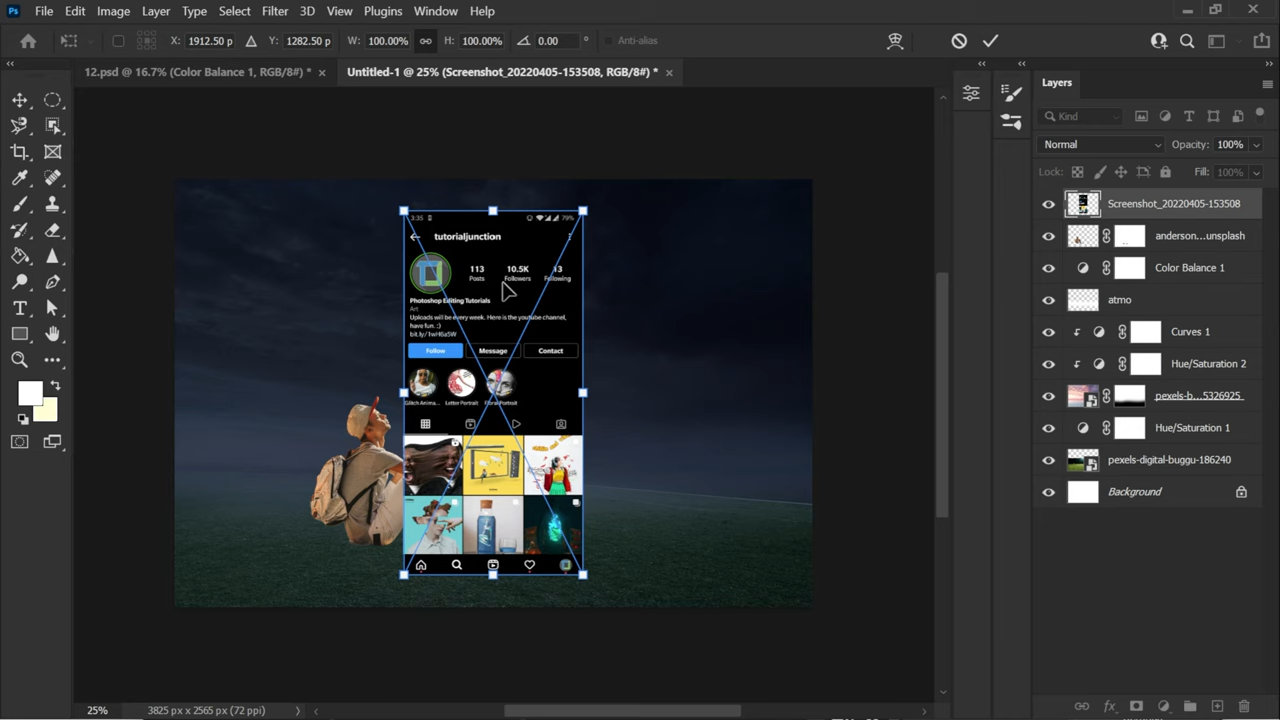 Ps File Edit Image Layer Type Select Filter 3D View Plugins Window Help
X: 1912.50 p Y: 1282.50 p W: 100.00% H: 100.00% 0.00 ° Anti-alias
12.psd @ 16.7% (Color Balance 1, RGB/8#) * × Untitled-1 @ 25% (Screenshot_20220405-153508, RGB/8#) * ×
Layers
Kind
Normal Opacity: 100%
Lock: Fill: 100%
Screenshot_20220405-153508
anderson...unsplash
Color Balance 1
atmo
Curves 1
Hue/Saturation 2
pexels-b...5326925
Hue/Saturation 1
pexels-digital-buggu-186240
Background
3:35 79%
tutorialjunction
113 10.5K 13
Posts Followers Following
Photoshop Editing Tutorials
Art
Uploads will be every week. Here is the youtube channel,
have fun. :)
bit.ly/1wH6a5W
Follow Message Contact
Glitch Anima... Letter Portrait Floral Portrait
25% 3825 px x 2565 px (72 ppi)